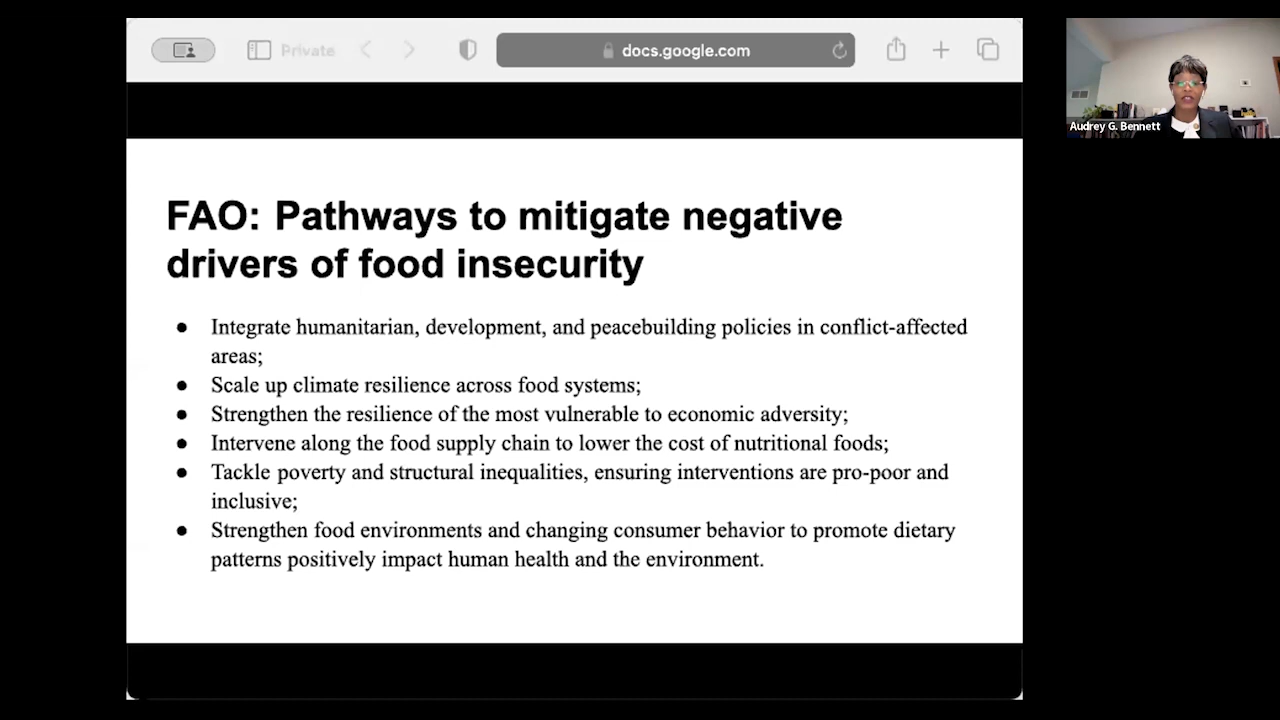 Private
docs.google.com
Audrey G. Bennett
FAO: Pathways to mitigate negative
drivers of food insecurity
● Integrate humanitarian, development, and peacebuilding policies in conflict-affected
areas;
● Scale up climate resilience across food systems;
● Strengthen the resilience of the most vulnerable to economic adversity;
● Intervene along the food supply chain to lower the cost of nutritional foods;
● Tackle poverty and structural inequalities, ensuring interventions are pro-poor and
inclusive;
● Strengthen food environments and changing consumer behavior to promote dietary
patterns positively impact human health and the environment.